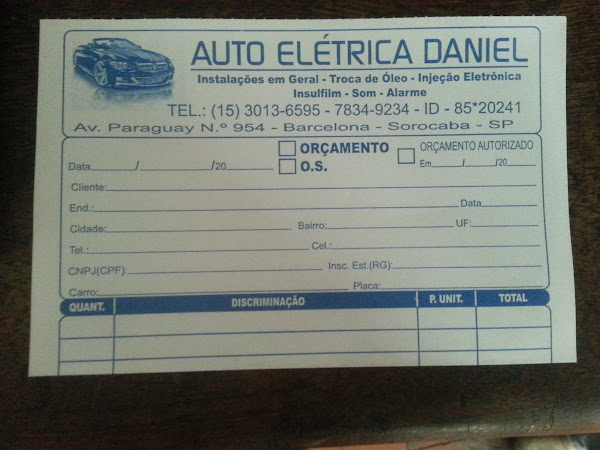 AUTO ELÉTRICA DANIEL
Instalações em Geral - Troca de Óleo - Injeção Eletrônica
Insulfilm - Som - Alarme
TEL.: (15) 3013-6595 - 7834-9234 - ID - 85*20241
Av. Paraguay N.º 954 - Barcelona - Sorocaba - SP
ORÇAMENTO ORÇAMENTO AUTORIZADO
Data / /20 O.S. Em / /20
Cliente:
End.: Data
Cidade: Bairro: UF:
Tel.: Cel.:
CNPJ(CPF): Insc. Est.(RG):
Carro: Placa:
QUANT. DISCRIMINAÇÃO P. UNIT. TOTAL